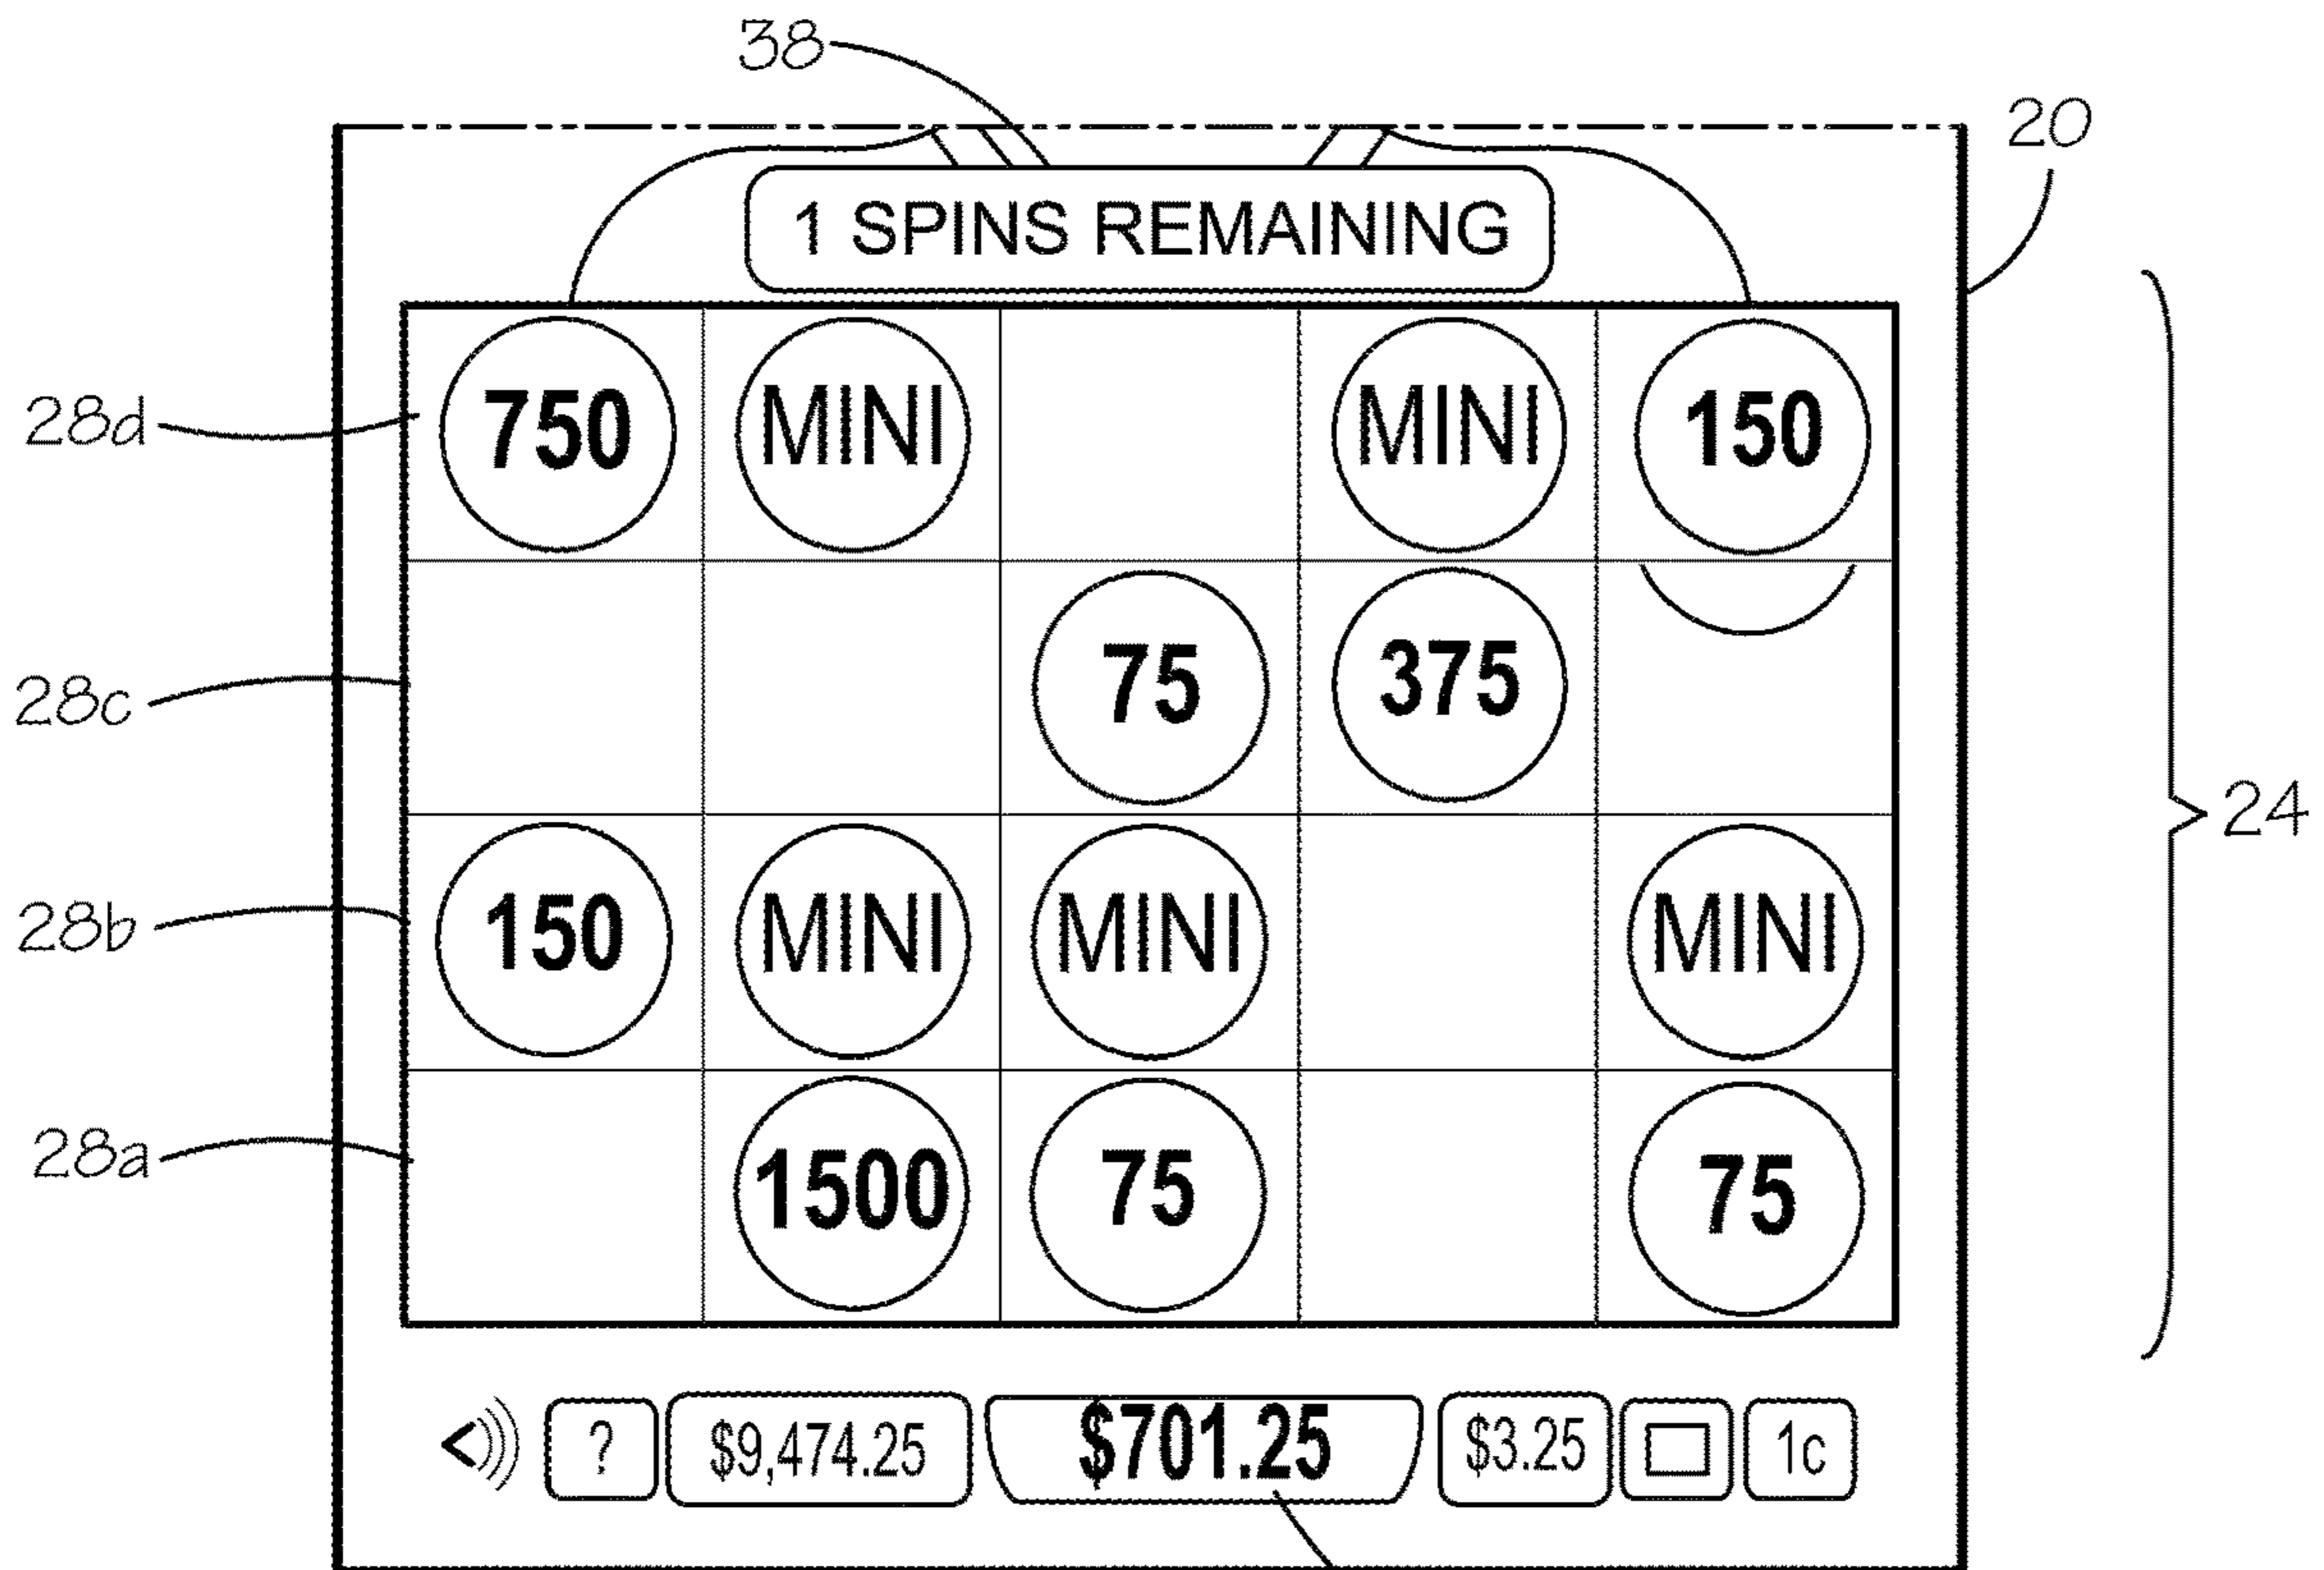 38
20
1 SPINS REMAINING
28d 750 MINI MINI 150
28c 75 375
24
28b 150 MINI MINI MINI
28a 1500 75 75
? $9,474.25 $701.25 $3.25 1c